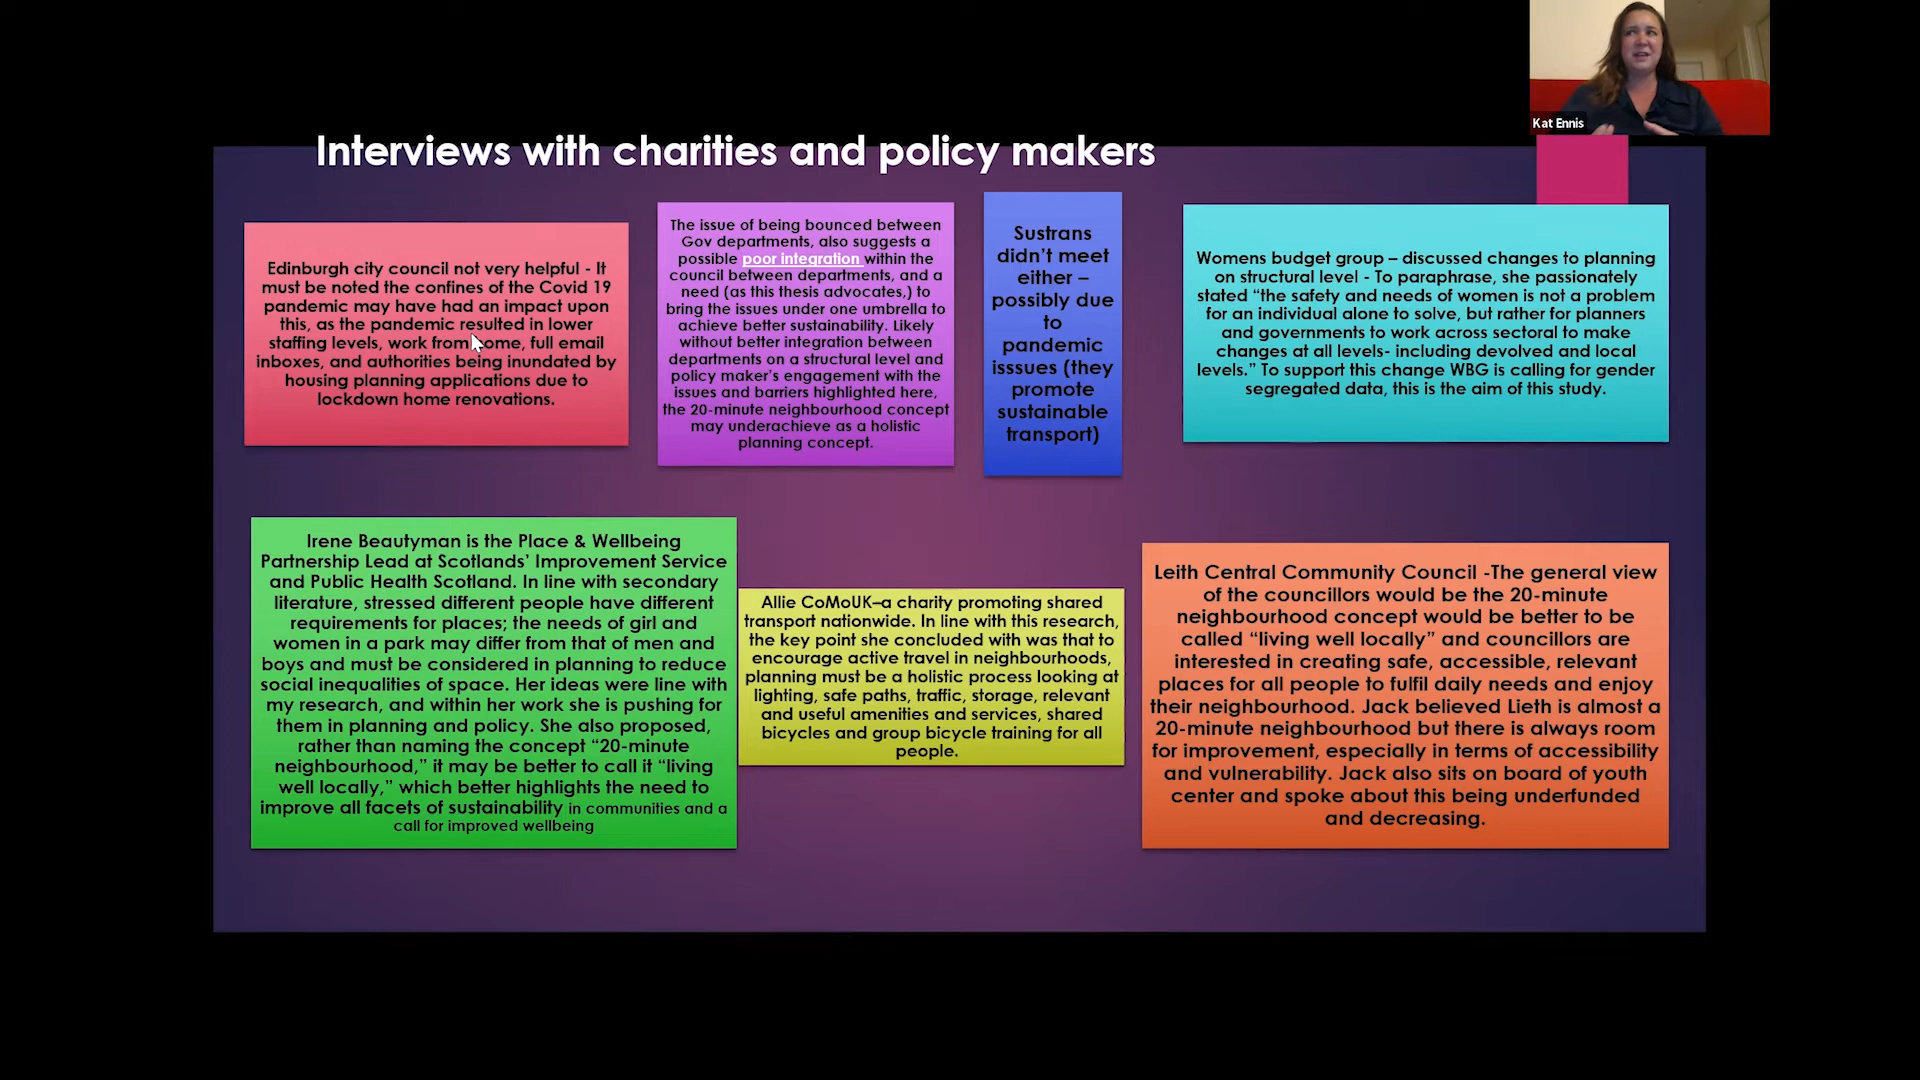 Kat Ennis
Interviews with charities and policy makers
Edinburgh city council not very helpful - It
must be noted the confines of the Covid 19
pandemic may have had an impact upon
this, as the pandemic resulted in lower
staffing levels, work from home, full email
inboxes, and authorities being inundated by
housing planning applications due to
lockdown home renovations.
The issue of being bounced between
Gov departments, also suggests a
possible poor integration within the
council between departments, and a
need (as this thesis advocates,) to
bring the issues under one umbrella to
achieve better sustainability. Likely
without better integration between
departments on a structural level and
policy maker's engagement with the
issues and barriers highlighted here,
the 20-minute neighbourhood concept
may underachieve as a holistic
planning concept.
Sustrans
didn't meet
either –
possibly due
to
pandemic
isssues (they
promote
sustainable
transport)
Womens budget group – discussed changes to planning
on structural level - To paraphrase, she passionately
stated "the safety and needs of women is not a problem
for an individual alone to solve, but rather for planners
and governments to work across sectoral to make
changes at all levels- including devolved and local
levels." To support this change WBG is calling for gender
segregated data, this is the aim of this study.
Irene Beautyman is the Place & Wellbeing
Partnership Lead at Scotlands' Improvement Service
and Public Health Scotland. In line with secondary
literature, stressed different people have different
requirements for places; the needs of girl and
women in a park may differ from that of men and
boys and must be considered in planning to reduce
social inequalities of space. Her ideas were line with
my research, and within her work she is pushing for
them in planning and policy. She also proposed,
rather than naming the concept "20-minute
neighbourhood," it may be better to call it "living
well locally," which better highlights the need to
improve all facets of sustainability in communities and a
call for improved wellbeing
Allie CoMoUK–a charity promoting shared
transport nationwide. In line with this research,
the key point she concluded with was that to
encourage active travel in neighbourhoods,
planning must be a holistic process looking at
lighting, safe paths, traffic, storage, relevant
and useful amenities and services, shared
bicycles and group bicycle training for all
people.
Leith Central Community Council -The general view
of the councillors would be the 20-minute
neighbourhood concept would be better to be
called "living well locally" and councillors are
interested in creating safe, accessible, relevant
places for all people to fulfil daily needs and enjoy
their neighbourhood. Jack believed Lieth is almost a
20-minute neighbourhood but there is always room
for improvement, especially in terms of accessibility
and vulnerability. Jack also sits on board of youth
center and spoke about this being underfunded
and decreasing.